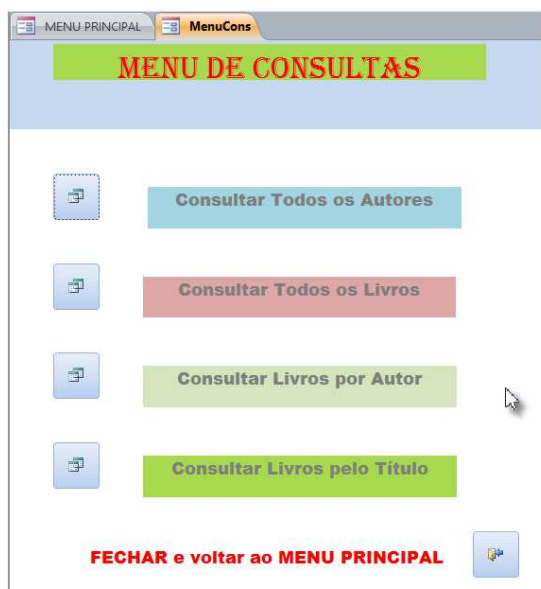 MENU PRINCIPAL MenuCons
MENU DE CONSULTAS
Consultar Todos os Autores
Consultar Todos os Livros
Consultar Livros por Autor
Consultar Livros pelo Título
FECHAR e voltar ao MENU PRINCIPAL